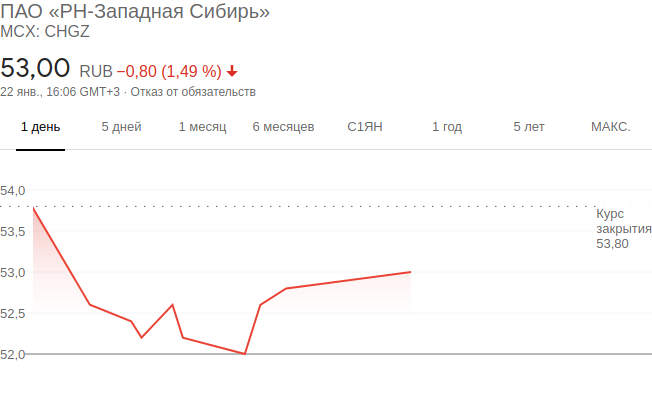 ПАО «РН-Западная Сибирь»
MCX: CHGZ
53,00 RUB −0,80 (1,49 %)
22 янв., 16:06 GMT+3 · Отказ от обязательств
1 день 5 дней 1 месяц 6 месяцев С1ЯН 1 год 5 лет МАКС.
54,0
Курс
закрытия
53,80
53,5
53,0
52,5
52,0